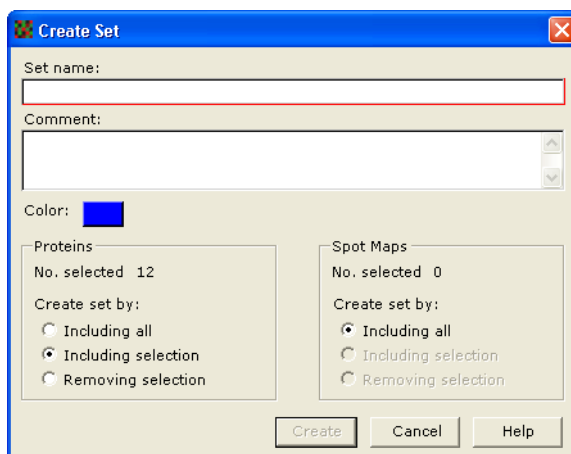 Create Set
Set name:
Comment:
Color:
Proteins
No. selected 12
Create set by:
Including all
Including selection
Removing selection
Spot Maps
No. selected 0
Create set by:
Including all
Including selection
Removing selection
Create
Cancel
Help